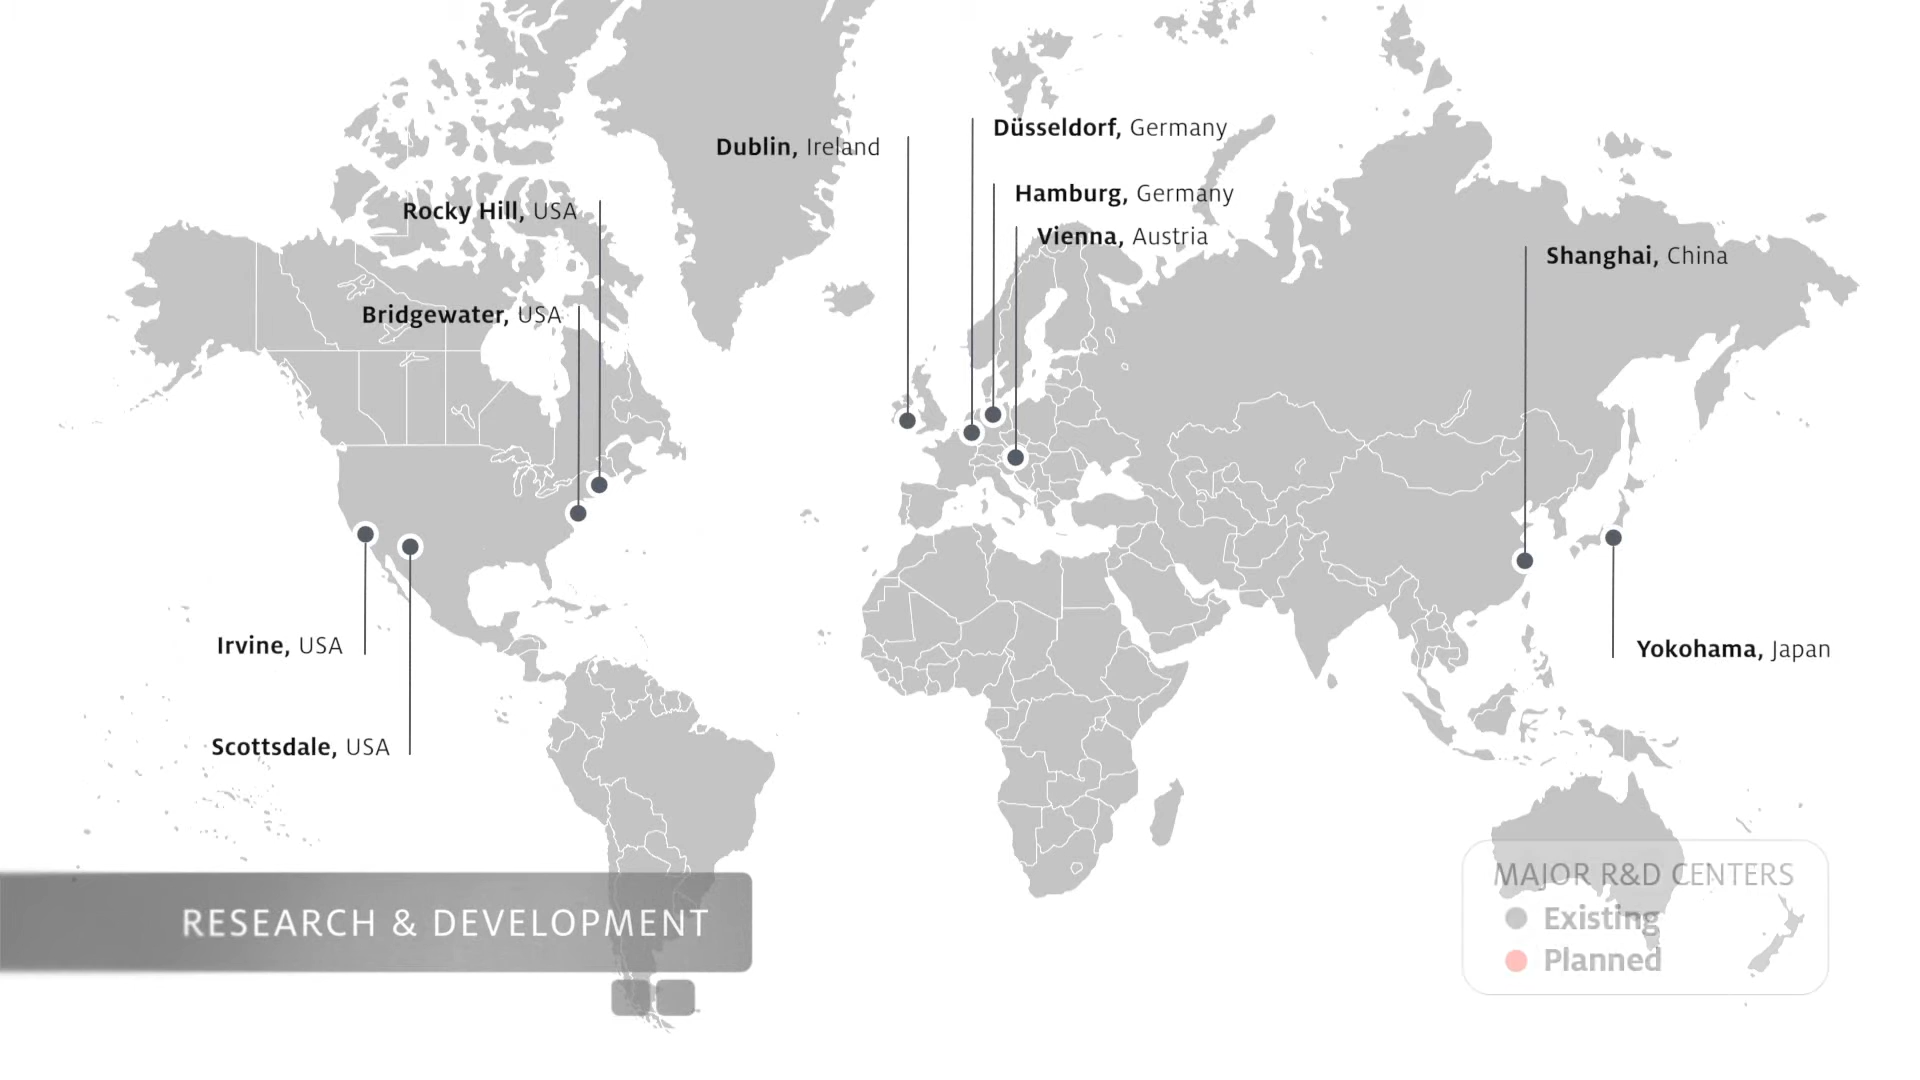 Düsseldorf, Germany
Dublin, Ireland
Hamburg, Germany
Rocky Hill, USA
Vienna, Austria
Shanghai, China
Bridgewater, USA
Irvine, USA
Yokohama, Japan
Scottsdale, USA
MAJOR R&D CENTERS
Existing
Planned
RESEARCH & DEVELOPMENT